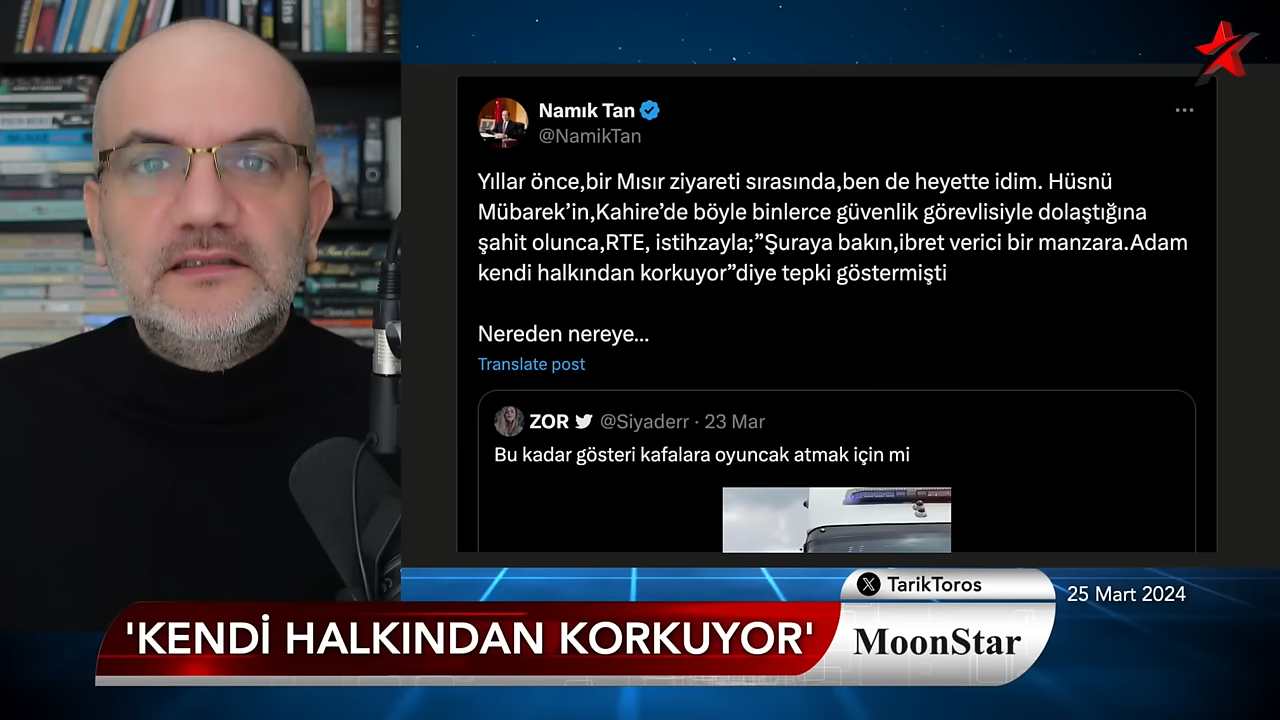 Namık Tan
@NamikTan
Yıllar önce,bir Mısır ziyareti sırasında,ben de heyette idim. Hüsnü
Mübarek’in,Kahire’de böyle binlerce güvenlik görevlisiyle dolaştığına
şahit olunca,RTE, istihzayla;”Şuraya bakın,ibret verici bir manzara.Adam
kendi halkından korkuyor”diye tepki göstermişti
Nereden nereye...
Translate post
ZOR @Siyaderr · 23 Mar
Bu kadar gösteri kafalara oyuncak atmak için mi
TarikToros
25 Mart 2024
'KENDİ HALKINDAN KORKUYOR'
MoonStar